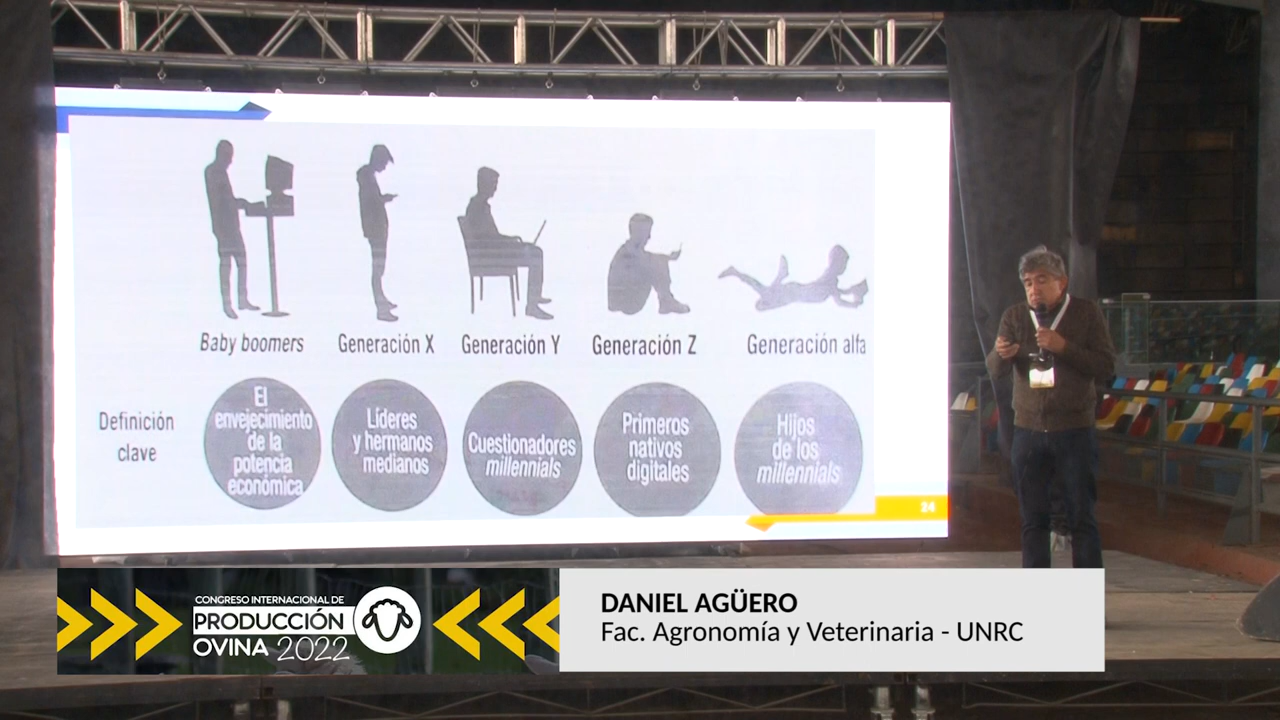 Baby boomers
Generación X
Generación Y
Generación Z
Generación alfa
Definición
clave
El
envejecimiento
de la
potencia
económica
Líderes
y hermanos
medianos
Cuestionadores
millennials
Primeros
nativos
digitales
Hijos
de los
millennials
24
CONGRESO INTERNACIONAL DE
PRODUCCIÓN
OVINA 2022
DANIEL AGÜERO
Fac. Agronomía y Veterinaria - UNRC